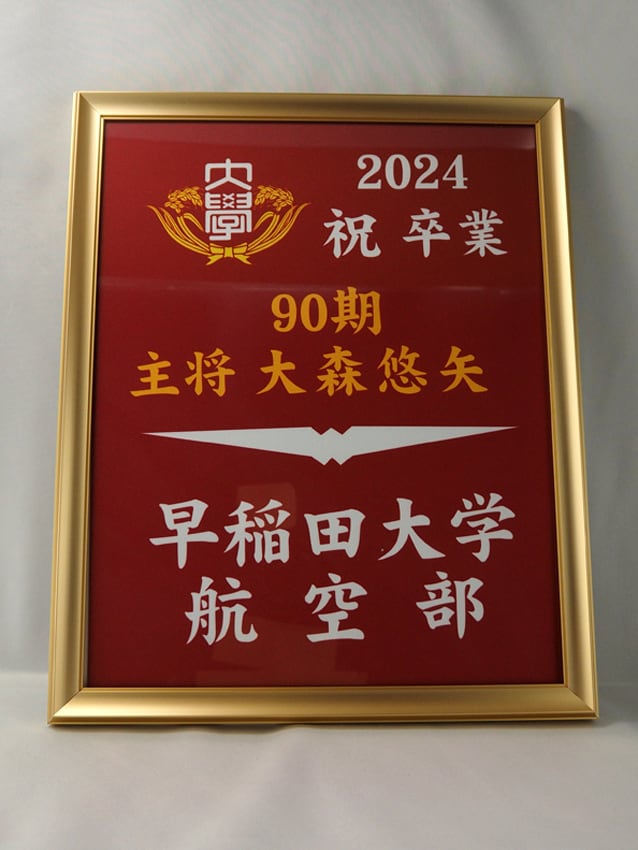 大學
2024
祝 卒業
90期
主将 大森悠矢
早稲田大学
航空部